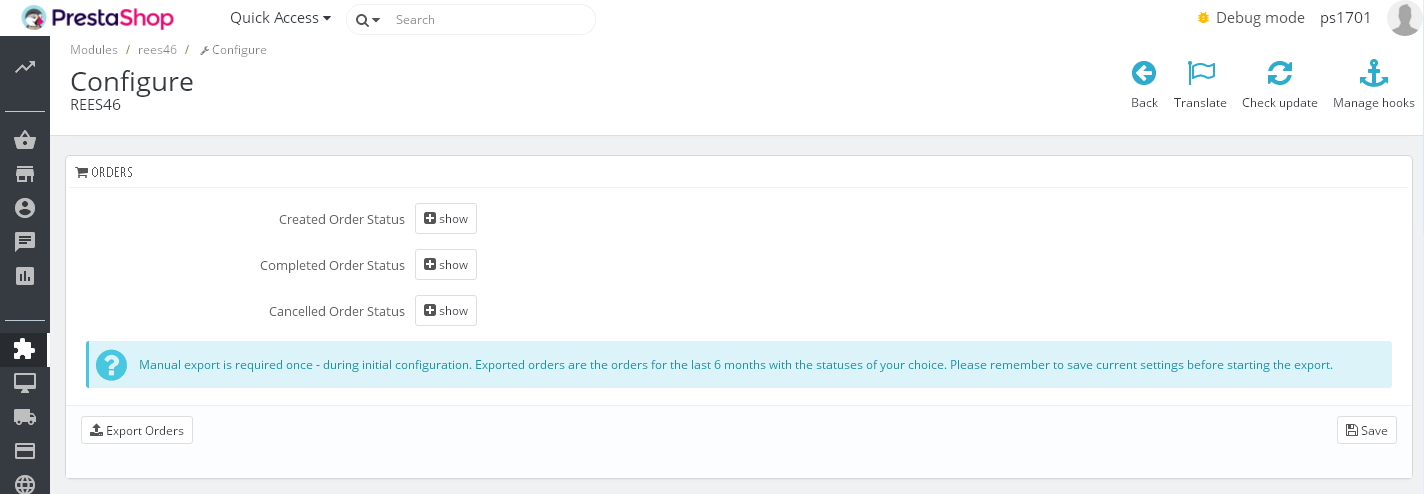 PrestaShop Quick Access Search Debug mode ps1701
Modules / rees46 / Configure
Configure
REES46
Back Translate Check update Manage hooks
ORDERS
Created Order Status show
Completed Order Status show
Cancelled Order Status show
? Manual export is required once - during initial configuration. Exported orders are the orders for the last 6 months with the statuses of your choice. Please remember to save current settings before starting the export.
Export Orders Save